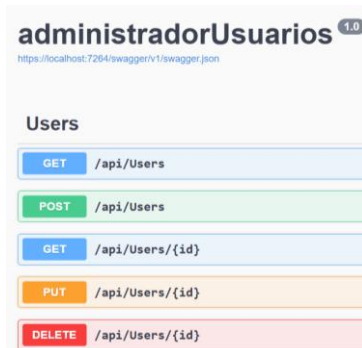 administradorUsuarios 1.0
https://localhost:7264/swagger/v1/swagger.json
Users
GET /api/Users
POST /api/Users
GET /api/Users/{id}
PUT /api/Users/{id}
DELETE /api/Users/{id}